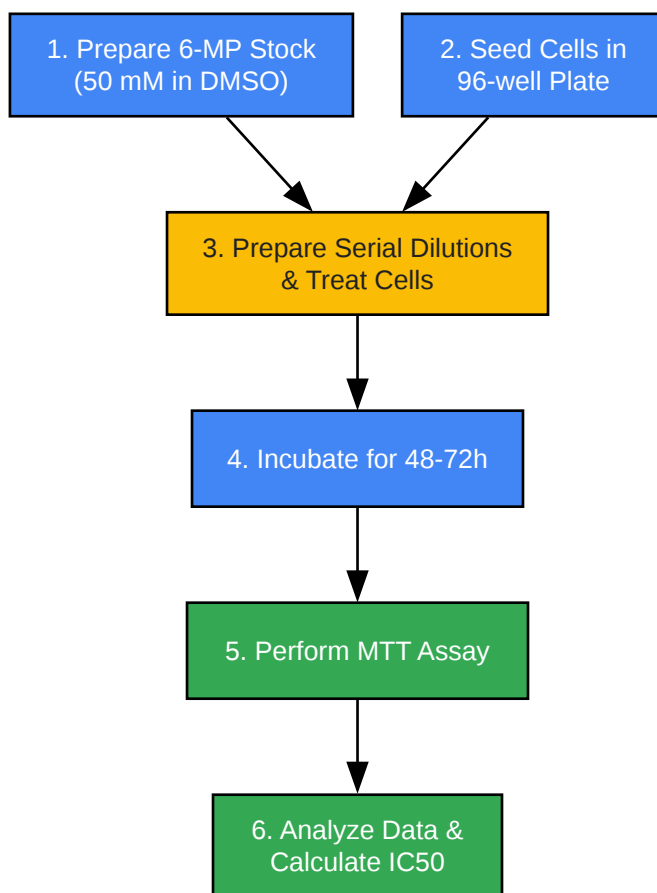 1. Prepare 6-MP Stock
(50 mM in DMSO)
2. Seed Cells in
96-well Plate
3. Prepare Serial Dilutions
& Treat Cells
4. Incubate for 48-72h
5. Perform MTT Assay
6. Analyze Data &
Calculate IC50